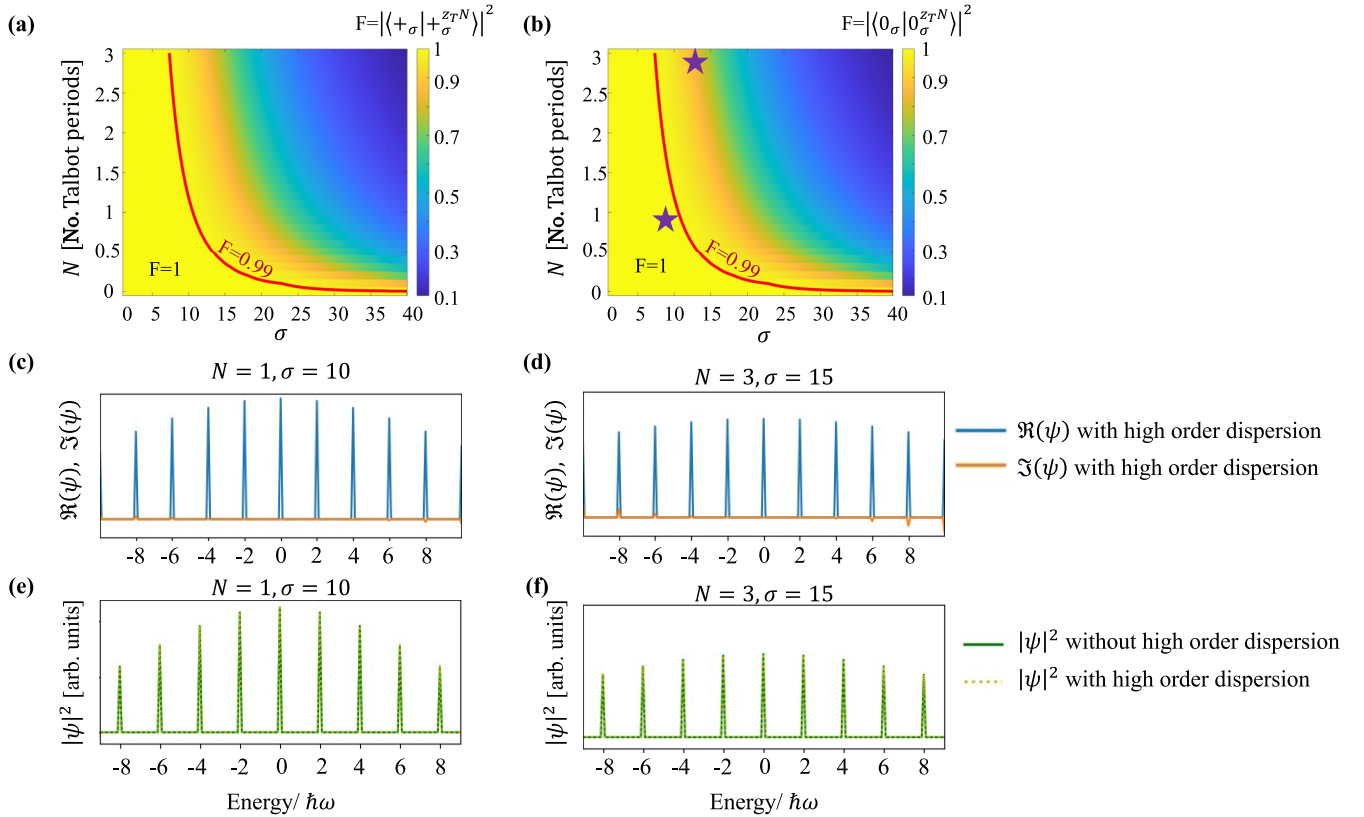 (a)
F=|⟨+σ|+σ^{z_T N}⟩|²
N [No. Talbot periods]
3
2.5
2
1.5
1
0.5
0
F=0.99
F=1
0 5 5 10 15 20 25 30 35 40
σ
1
0.9
0.7
0.5
0.3
0.1
(b)
F=|⟨0σ|0σ^{z_T N}⟩|²
N [No. Talbot periods]
3
2.5
2
1.5
1
0.5
0
F=0.99
F=1
0 5 5 10 15 20 25 30 35 40
σ
1
0.9
0.7
0.5
0.3
0.1
(c)
N = 1, σ = 10
ℜ(ψ), ℑ(ψ)
-8 -6 -4 -2 0 2 4 6 8
(d)
N = 3, σ = 15
ℜ(ψ), ℑ(ψ)
-8 -6 -4 -2 0 2 4 6 8
ℜ(ψ) with high order dispersion
ℑ(ψ) with high order dispersion
(e)
N = 1, σ = 10
|ψ|² [arb. units]
-8 -6 -4 -2 0 2 4 6 8
Energy/ ℏω
(f)
N = 3, σ = 15
|ψ|² [arb. units]
-8 -6 -4 -2 0 2 4 6 8
Energy/ ℏω
|ψ|² without high order dispersion
|ψ|² with high order dispersion